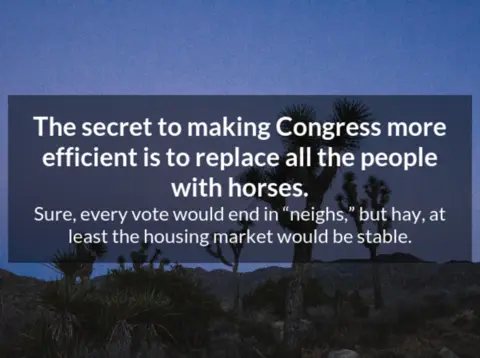 The secret to making Congress more
efficient is to replace all the people
with horses.
Sure, every vote would end in “neighs,” but hay, at
least the housing market would be stable.